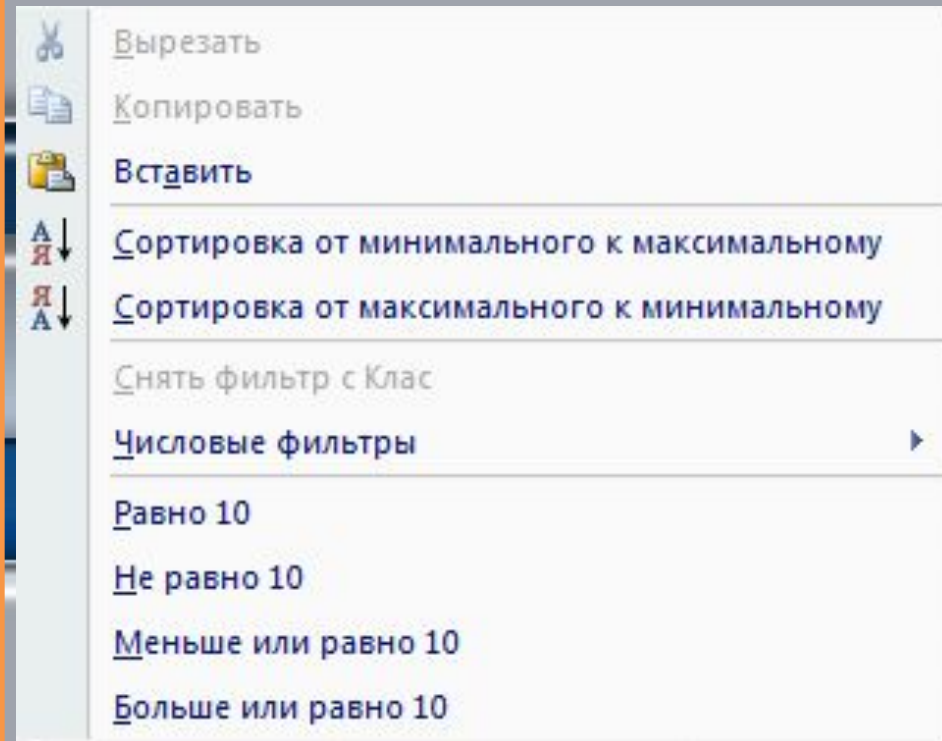 Вырезать
Копировать
Вставить
Сортировка от минимального к максимальному
Сортировка от максимального к минимальному
Снять фильтр с Клас
Числовые фильтры
Равно 10
Не равно 10
Меньше или равно 10
Больше или равно 10